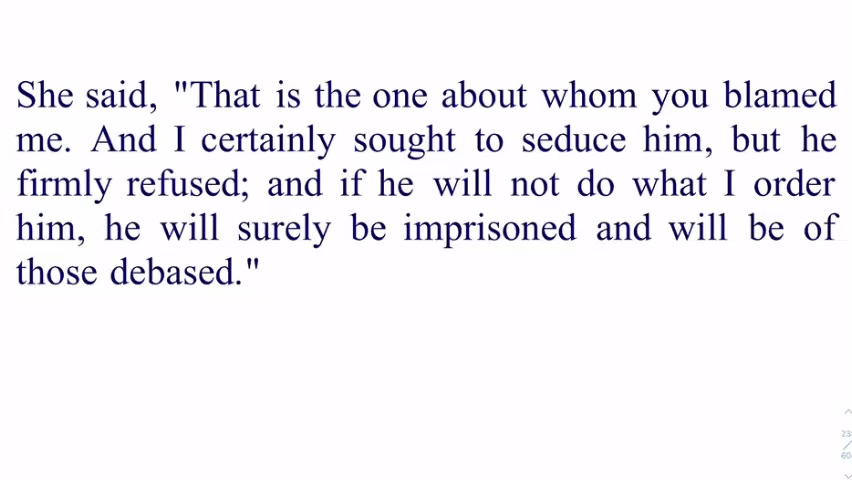 She said, "That is the one about whom you blamed
me. And I certainly sought to seduce him, but he
firmly refused; and if he will not do what I order
him, he will surely be imprisoned and will be of
those debased."